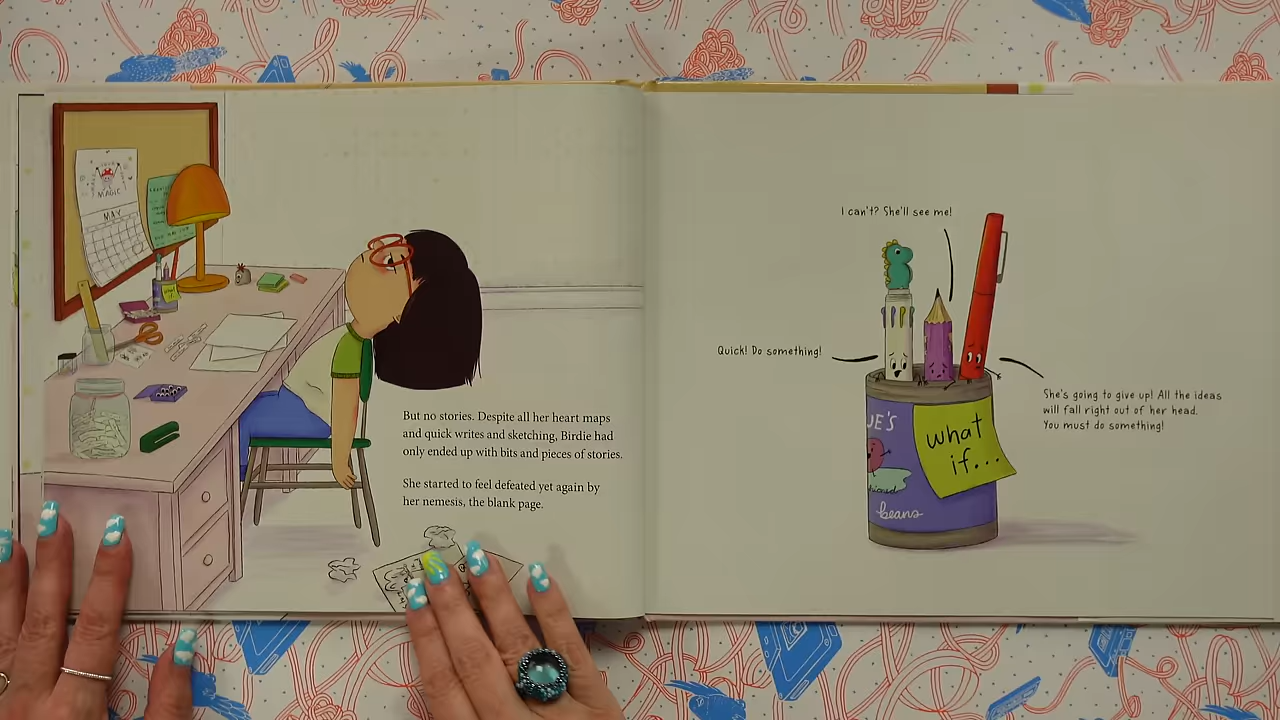 MAGIC
MAY
But no stories. Despite all her heart maps
and quick writes and sketching, Birdie had
only ended up with bits and pieces of stories.
She started to feel defeated yet again by
her nemesis, the blank page.
I can't? She'll see me!
Quick! Do something!
She's going to give up! All the ideas
will fall right out of her head.
You must do something!
UE'S
what
if...
beans